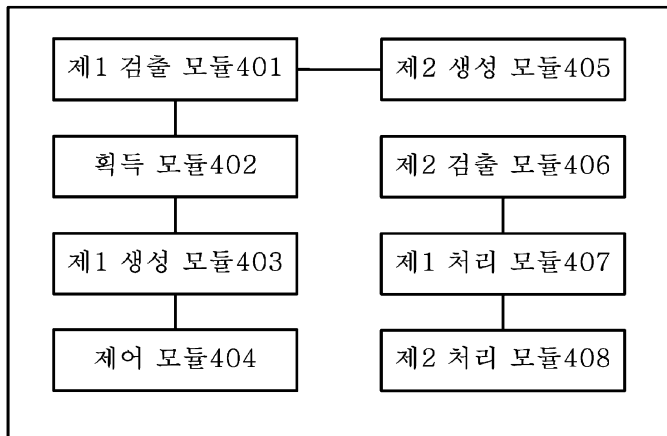 제1 검출 모듈401
제2 생성 모듈405
획득 모듈402
제2 검출 모듈406
제1 생성 모듈403
제1 처리 모듈407
제어 모듈404
제2 처리 모듈408